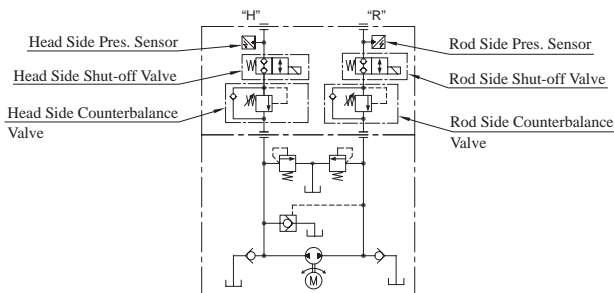 “H”
“R”
Head Side Pres. Sensor
Rod Side Pres. Sensor
Head Side Shut-off Valve
Rod Side Shut-off Valve
Head Side Counterbalance
Valve
Rod Side Counterbalance
Valve
M